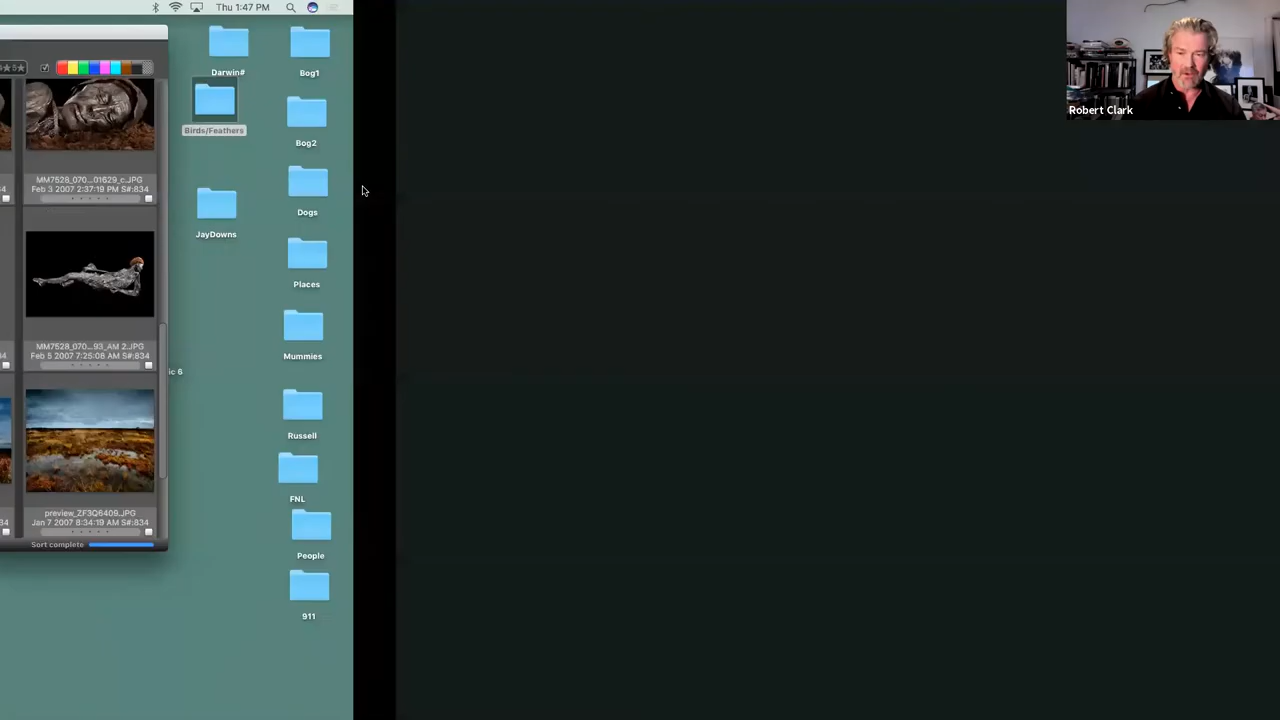 Thu 1:47 PM
Darwin#
Bog1
Birds/Feathers
Bog2
MM7528_070...01629_c.JPG
Feb 3 2007 2:37:19 PM S#:834
Dogs
JayDowns
Places
MM7528_070...93_AM 2.JPG
Feb 5 2007 7:25:08 AM S#:834
Mummies
ic 6
Russell
FNL
preview_ZF3Q6409.JPG
Jan 7 2007 8:34:19 AM S#:834
Sort complete
People
911
Robert Clark